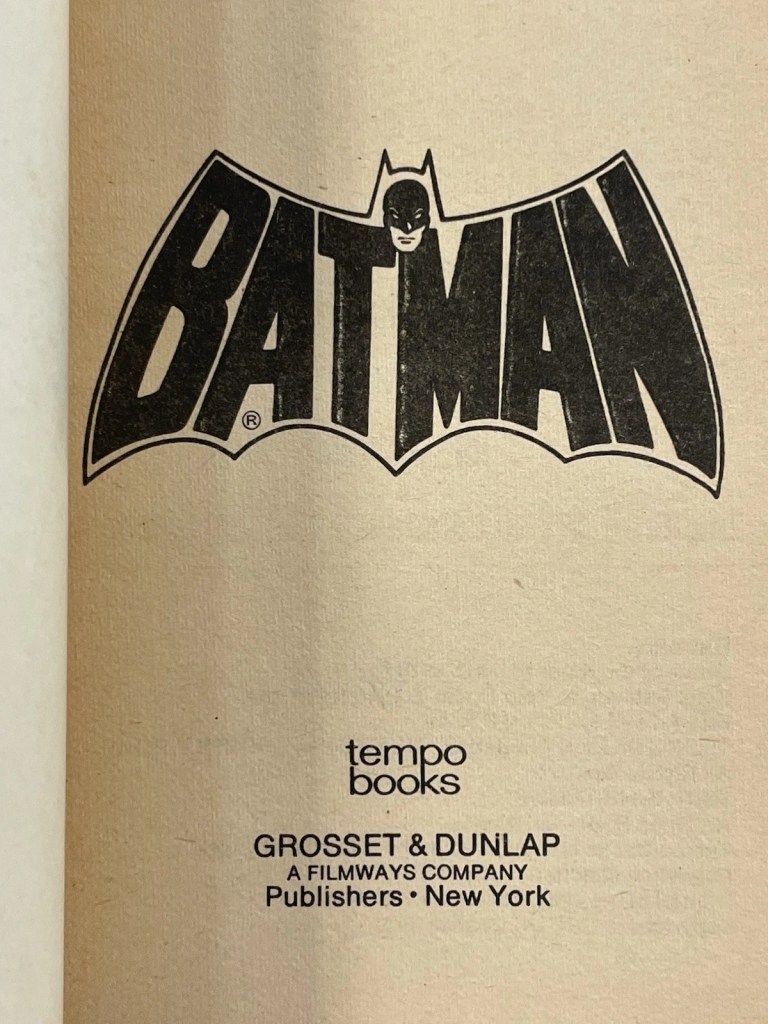 BATMAN
®
tempo
books
GROSSET & DUNLAP
A FILMWAYS COMPANY
Publishers • New York